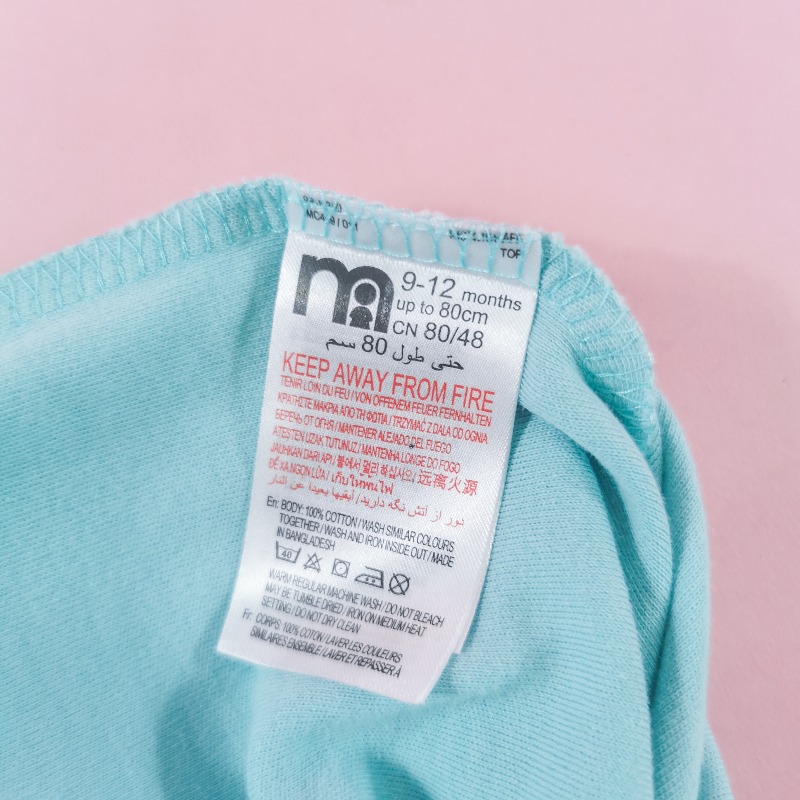 TOP
m
9-12 months
up to 80cm
CN 80/48
حتى طول 80 سم
KEEP AWAY FROM FIRE
TENIR LOIN DU FEU / VON OFFENEM FEUER FERNHALTEN
ΚΡΑΤΗΣΤΕ ΜΑΚΡΙΑ ΑΠΟ ΤΗ ΦΩΤΙΑ / TRZYMAĆ Z DALA OD OGNIA
БЕРЕЧЬ ОТ ОГНЯ / MANTENER ALEJADO DEL FUEGO
ATESTEN UZAK TUTUNUZ / MANTENHA LONGE DO FOGO
JAUHKAN DARI API / 불에서 멀리 하십시오 / 远离火源
ĐỂ XA NGỌN LỬA / เก็บให้พ้นไฟ
دور از آتش نگه دارید / أبقيها بعيدا عن النار
En: BODY: 100% COTTON / WASH SIMILAR COLOURS
TOGETHER / WASH AND IRON INSIDE OUT / MADE
IN BANGLADESH
40
WARM REGULAR MACHINE WASH / DO NOT BLEACH
MAY BE TUMBLE DRIED / IRON ON MEDIUM HEAT
SETTING / DO NOT DRY CLEAN
Fr: CORPS: 100% COTON / LAVER LES COULEURS
SIMILAIRES ENSEMBLE / LAVER ET REPASSER À